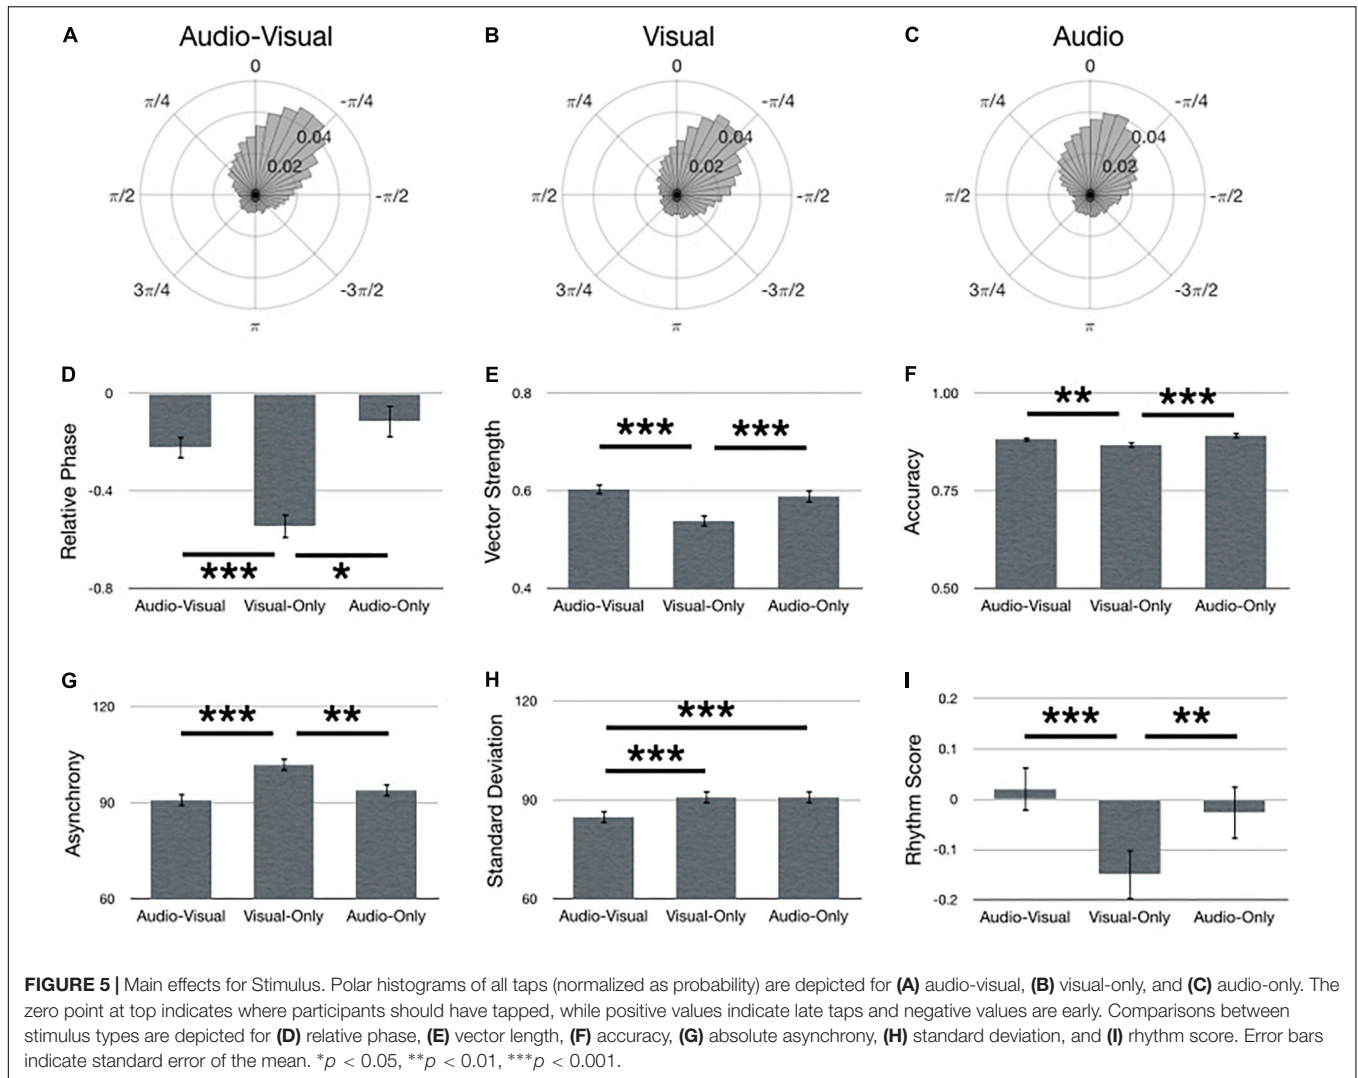 A Audio-Visual
0
π/4 -π/4
0.04
0.02
π/2 -π/2
3π/4 -3π/2
π
B Visual
0
π/4 -π/4
0.04
0.02
π/2 -π/2
3π/4 -3π/2
π
C Audio
0
π/4 -π/4
0.04
0.02
π/2 -π/2
3π/4 -3π/2
π
D
Relative Phase
0
-0.4
-0.8
*** *
Audio-Visual Visual-Only Audio-Only
E
Vector Strength
0.8
0.6
0.4
*** ***
Audio-Visual Visual-Only Audio-Only
F
Accuracy
1.00
0.75
0.50
** ***
Audio-Visual Visual-Only Audio-Only
G
Asynchrony
120
90
60
*** **
Audio-Visual Visual-Only Audio-Only
H
Standard Deviation
120
90
60
***
***
Audio-Visual Visual-Only Audio-Only
I
Rhythm Score
0.2
0.1
0
-0.1
-0.2
*** **
Audio-Visual Visual-Only Audio-Only
FIGURE 5 | Main effects for Stimulus. Polar histograms of all taps (normalized as probability) are depicted for (A) audio-visual, (B) visual-only, and (C) audio-only. The
zero point at top indicates where participants should have tapped, while positive values indicate late taps and negative values are early. Comparisons between
stimulus types are depicted for (D) relative phase, (E) vector length, (F) accuracy, (G) absolute asynchrony, (H) standard deviation, and (I) rhythm score. Error bars
indicate standard error of the mean. *p < 0.05, **p < 0.01, ***p < 0.001.